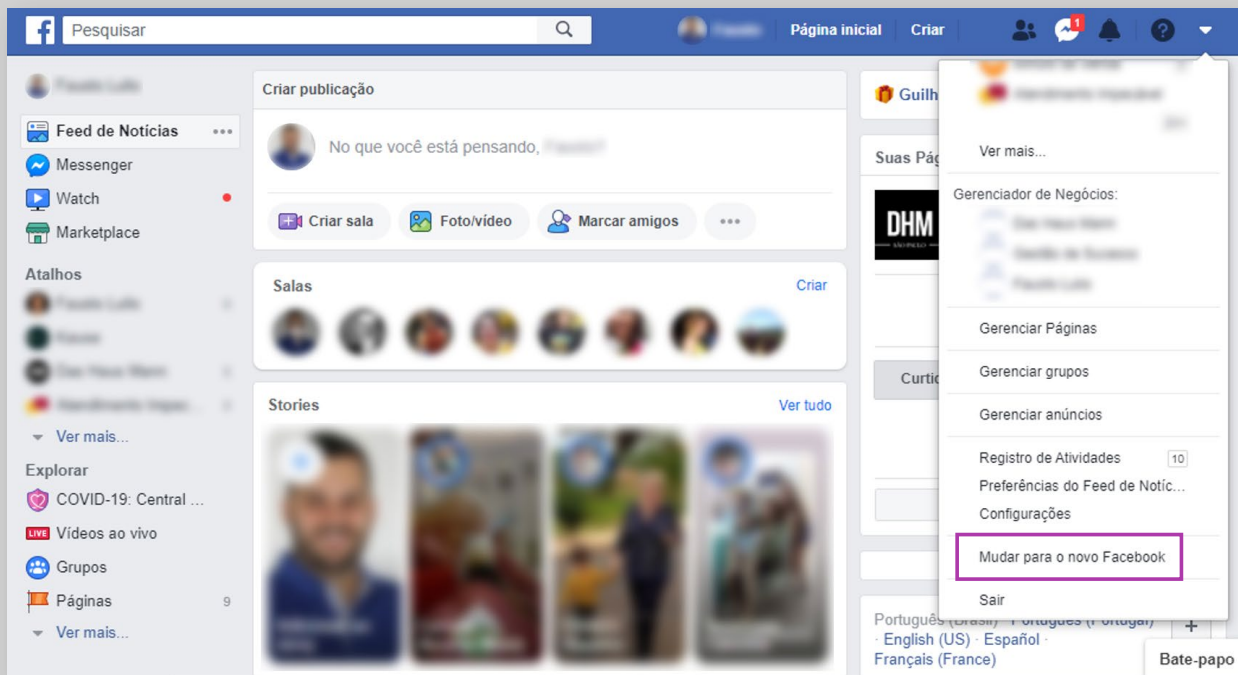 Pesquisar
Página inicial
Criar
1
Feed de Notícias
Messenger
Watch
Marketplace
Atalhos
Ver mais...
Explorar
COVID-19: Central ...
LIVE Vídeos ao vivo
Grupos
Páginas 9
Ver mais...
Criar publicação
No que você está pensando,
Criar sala
Foto/vídeo
Marcar amigos
Salas
Criar
Stories
Ver tudo
Guilh
Suas Pág
DHM
SÃO PAULO
Curtid
Português (Brasil) · Português (Portugal)
· English (US) · Español ·
Français (France)
Ver mais...
Gerenciador de Negócios:
Gerenciar Páginas
Gerenciar grupos
Gerenciar anúncios
Registro de Atividades 10
Preferências do Feed de Notíc...
Configurações
Mudar para o novo Facebook
Sair
Bate-papo